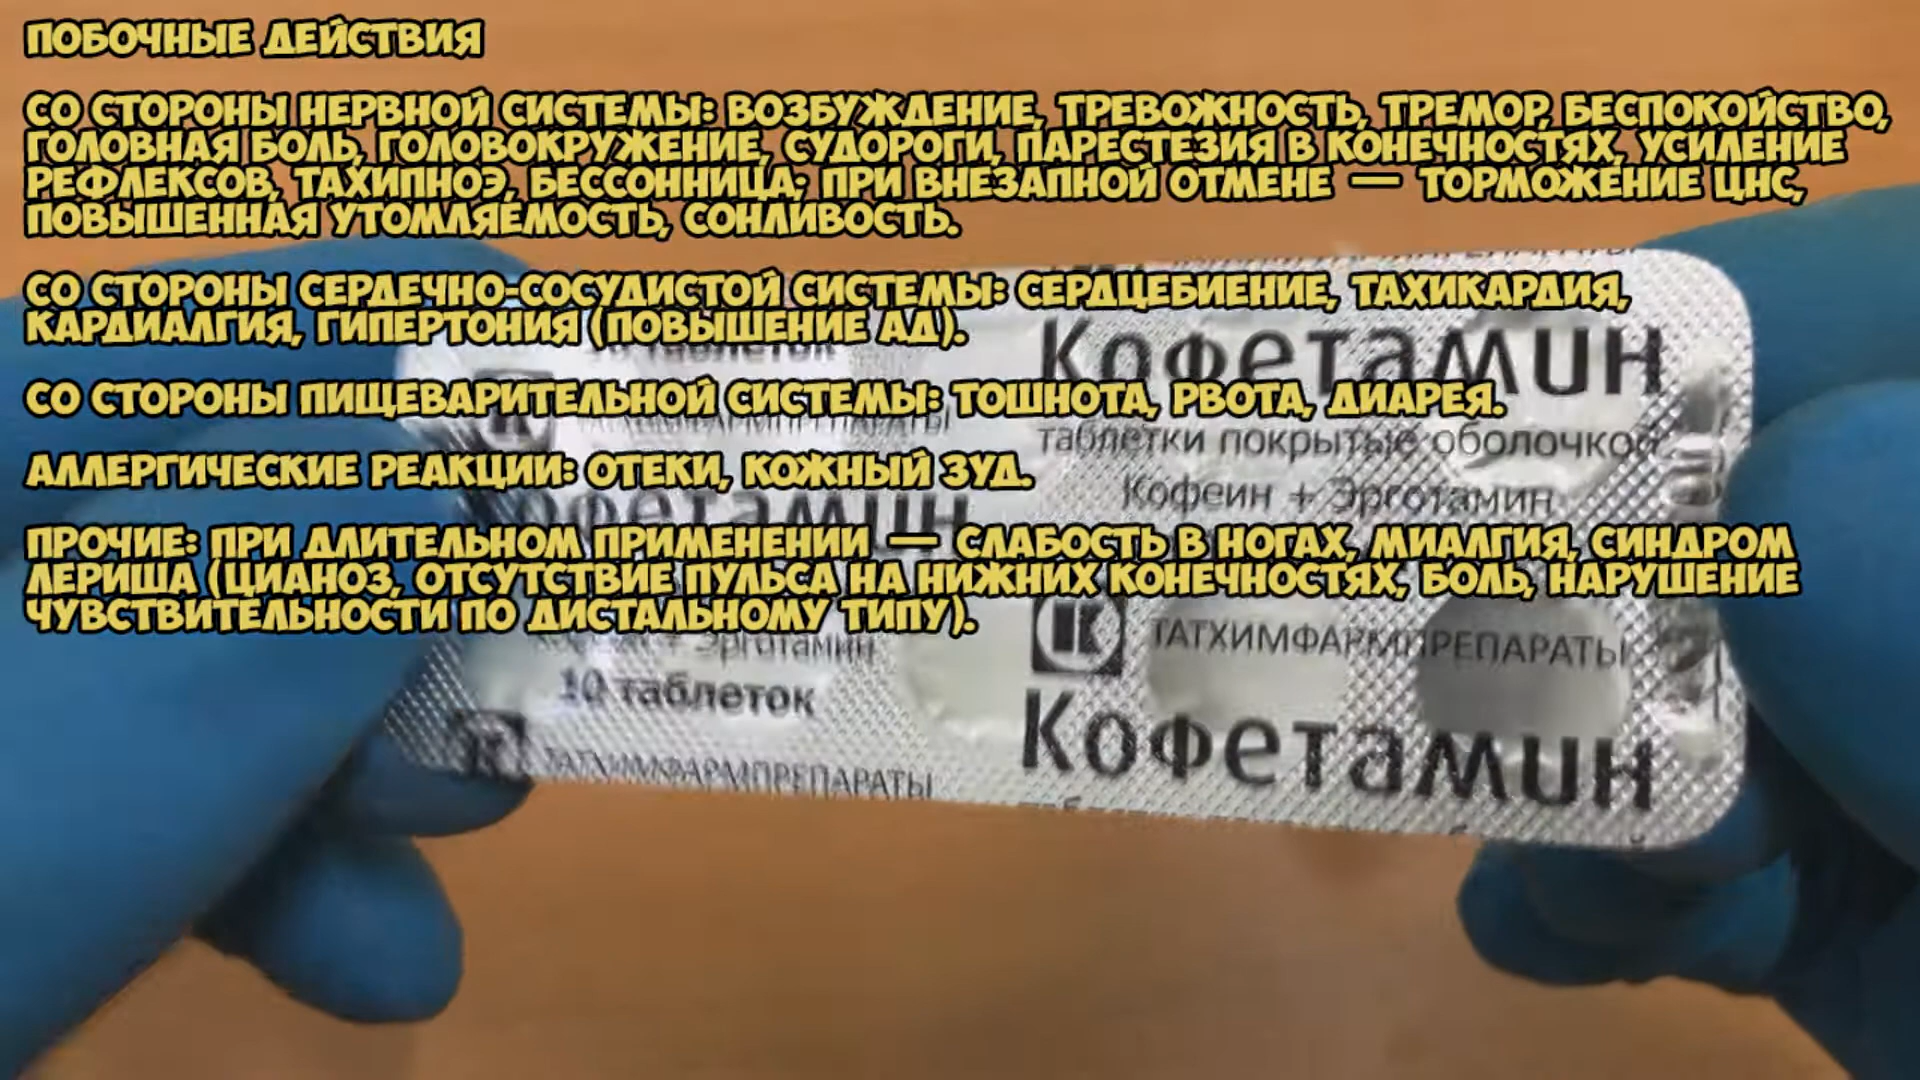 ПОБОЧНЫЕ ДЕЙСТВИЯ
СО СТОРОНЫ НЕРВНОЙ СИСТЕМЫ: ВОЗБУЖДЕНИЕ, ТРЕВОЖНОСТЬ, ТРЕМОР, БЕСПОКОЙСТВО,
ГОЛОВНАЯ БОЛЬ, ГОЛОВОКРУЖЕНИЕ, СУДОРОГИ, ПАРЕСТЕЗИЯ В КОНЕЧНОСТЯХ, УСИЛЕНИЕ
РЕФЛЕКСОВ, ТАХИПНОЭ, БЕССОННИЦА; ПРИ ВНЕЗАПНОЙ ОТМЕНЕ — ТОРМОЖЕНИЕ ЦНС,
ПОВЫШЕННАЯ УТОМЛЯЕМОСТЬ, СОНЛИВОСТЬ.
СО СТОРОНЫ СЕРДЕЧНО-СОСУДИСТОЙ СИСТЕМЫ: СЕРДЦЕБИЕНИЕ, ТАХИКАРДИЯ,
КАРДИАЛГИЯ, ГИПЕРТОНИЯ (ПОВЫШЕНИЕ АД).
СО СТОРОНЫ ПИЩЕВАРИТЕЛЬНОЙ СИСТЕМЫ: ТОШНОТА, РВОТА, ДИАРЕЯ.
АЛЛЕРГИЧЕСКИЕ РЕАКЦИИ: ОТЕКИ, КОЖНЫЙ ЗУД.
ПРОЧИЕ: ПРИ ДЛИТЕЛЬНОМ ПРИМЕНЕНИИ — СЛАБОСТЬ В НОГАХ, МИАЛГИЯ, СИНДРОМ
ЛЕРИША (ЦИАНОЗ, ОТСУТСТВИЕ ПУЛЬСА НА НИЖНИХ КОНЕЧНОСТЯХ, БОЛЬ, НАРУШЕНИЕ
ЧУВСТВИТЕЛЬНОСТИ ПО ДИСТАЛЬНОМУ ТИПУ).
Кофетамин
таблетки покрытые оболочкой
Кофеин + Эрготамин
ТАТХИМФАРМПРЕПАРАТЫ
Кофетамин
10 таблеток
ТАТХИМФАРМПРЕПАРАТЫ